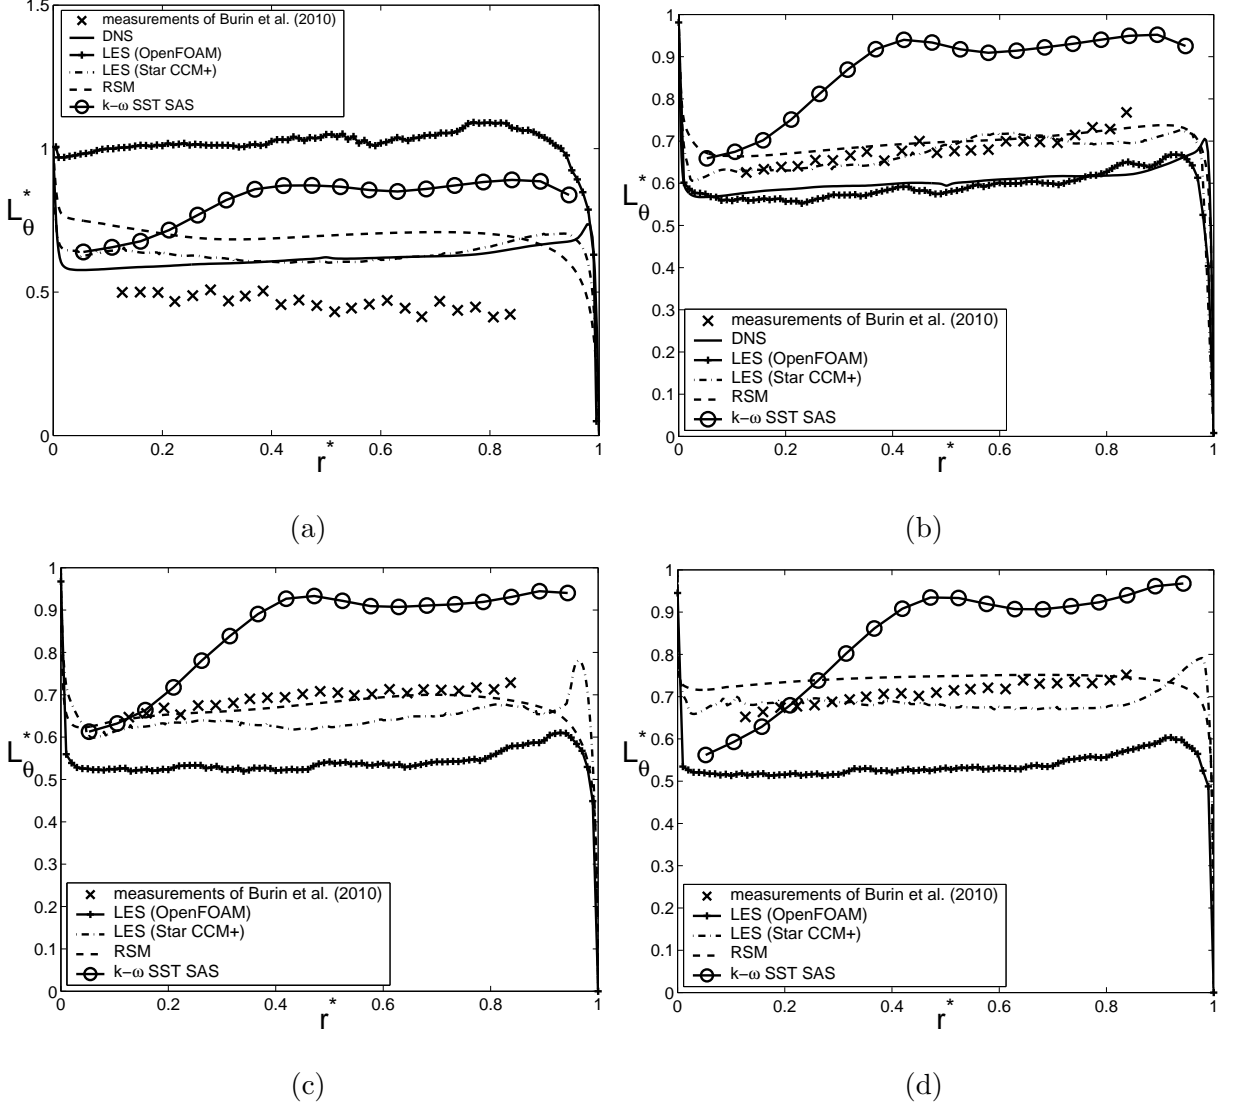 1.5
1
0.5
0
L*θ
measurements of Burin et al. (2010)
DNS
LES (OpenFOAM)
LES (Star CCM+)
RSM
k−ω SST SAS
0 0.2 0.4 0.6 0.8 1
r*
(a)
1
0.9
0.8
0.7
0.6
0.5
0.4
0.3
0.2
0.1
0
L*θ
measurements of Burin et al. (2010)
DNS
LES (OpenFOAM)
LES (Star CCM+)
RSM
k−ω SST SAS
0 0.2 0.4 0.6 0.8 1
r*
(b)
1
0.9
0.8
0.7
0.6
0.5
0.4
0.3
0.2
0.1
0
L*θ
measurements of Burin et al. (2010)
LES (OpenFOAM)
LES (Star CCM+)
RSM
k−ω SST SAS
0 0.2 0.4 0.6 0.8 1
r*
(c)
1
0.9
0.8
0.7
0.6
0.5
0.4
0.3
0.2
0.1
0
L*θ
measurements of Burin et al. (2010)
LES (OpenFOAM)
LES (Star CCM+)
RSM
k−ω SST SAS
0 0.2 0.4 0.6 0.8 1
r*
(d)